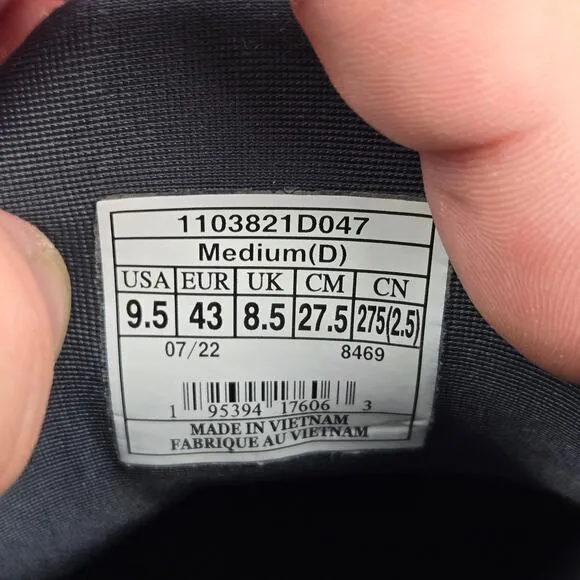 1103821D047
Medium(D)
USA EUR UK CM CN
9.5 43 8.5 27.5 275(2.5)
07/22 8469
1 95394 17606 3
MADE IN VIETNAM
FABRIQUE AU VIETNAM